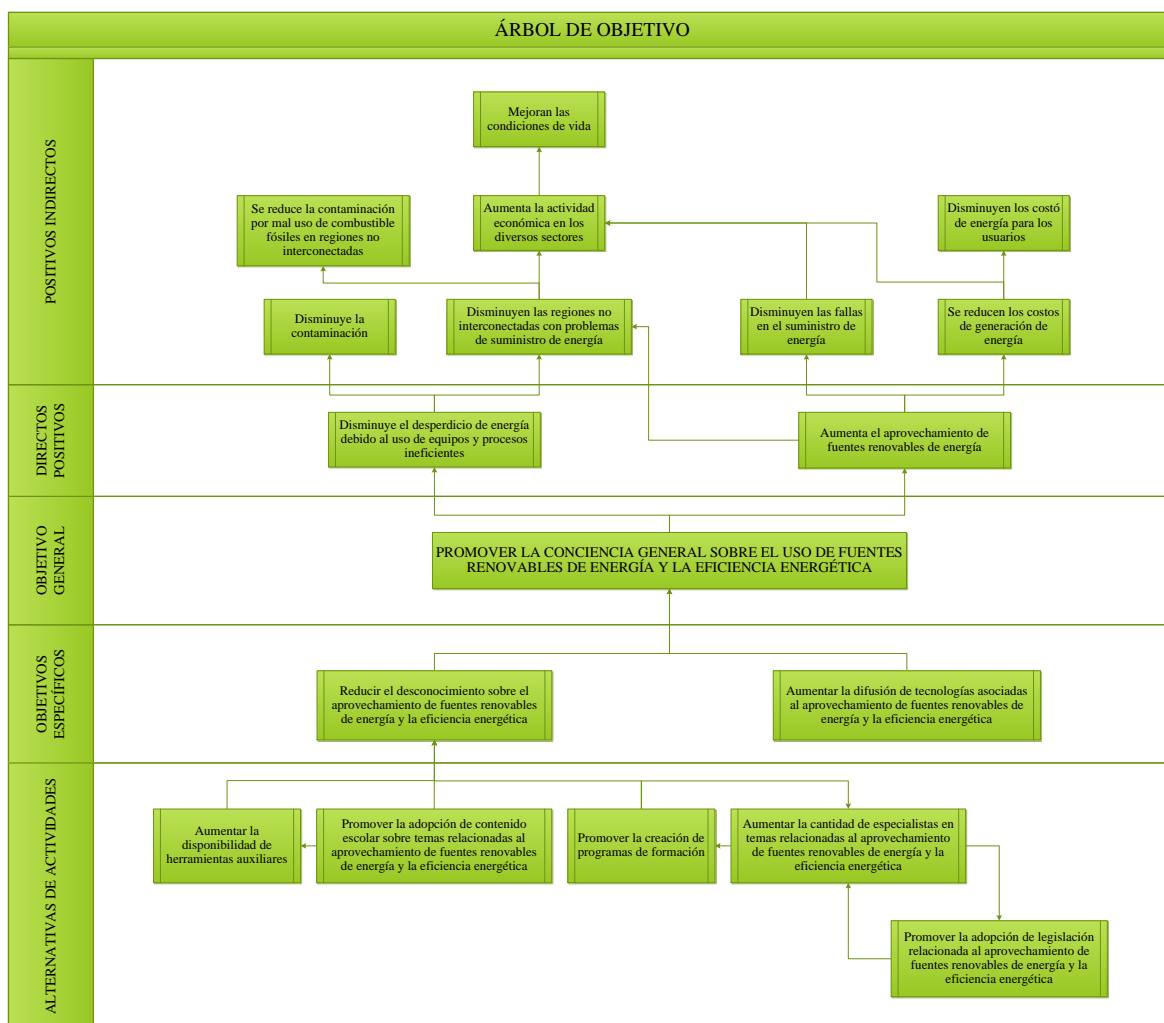 ÁRBOL DE OBJETIVO
POSITIVOS INDIRECTOS
Mejoran las
condiciones de vida
Se reduce la contaminación
por mal uso de combustible
fósiles en regiones no
interconectadas
Aumenta la actividad
económica en los
diversos sectores
Disminuyen los costó
de energía para los
usuarios
Disminuye la
contaminación
Disminuyen las regiones no
interconectadas con problemas
de suministro de energía
Disminuyen las fallas
en el suministro de
energía
Se reducen los costos
de generación de
energía
DIRECTOS
POSITIVOS
Disminuye el desperdicio de energía
debido al uso de equipos y procesos
ineficientes
Aumenta el aprovechamiento de
fuentes renovables de energía
OBJETIVO
GENERAL
PROMOVER LA CONCIENCIA GENERAL SOBRE EL USO DE FUENTES
RENOVABLES DE ENERGÍA Y LA EFICIENCIA ENERGÉTICA
OBJETIVOS
ESPECÍFICOS
Reducir el desconocimiento sobre el
aprovechamiento de fuentes renovables
de energía y la eficiencia energética
Aumentar la difusión de tecnologías asociadas
al aprovechamiento de fuentes renovables de
energía y la eficiencia energética
ALTERNATIVAS DE ACTIVIDADES
Aumentar la
disponibilidad de
herramientas auxiliares
Promover la adopción de contenido
escolar sobre temas relacionadas al
aprovechamiento de fuentes renovables
de energía y la eficiencia energética
Promover la creación de
programas de formación
Aumentar la cantidad de especialistas en
temas relacionadas al aprovechamiento
de fuentes renovables de energía y la
eficiencia energética
Promover la adopción de legislación
relacionada al aprovechamiento de
fuentes renovables de energía y la
eficiencia energética